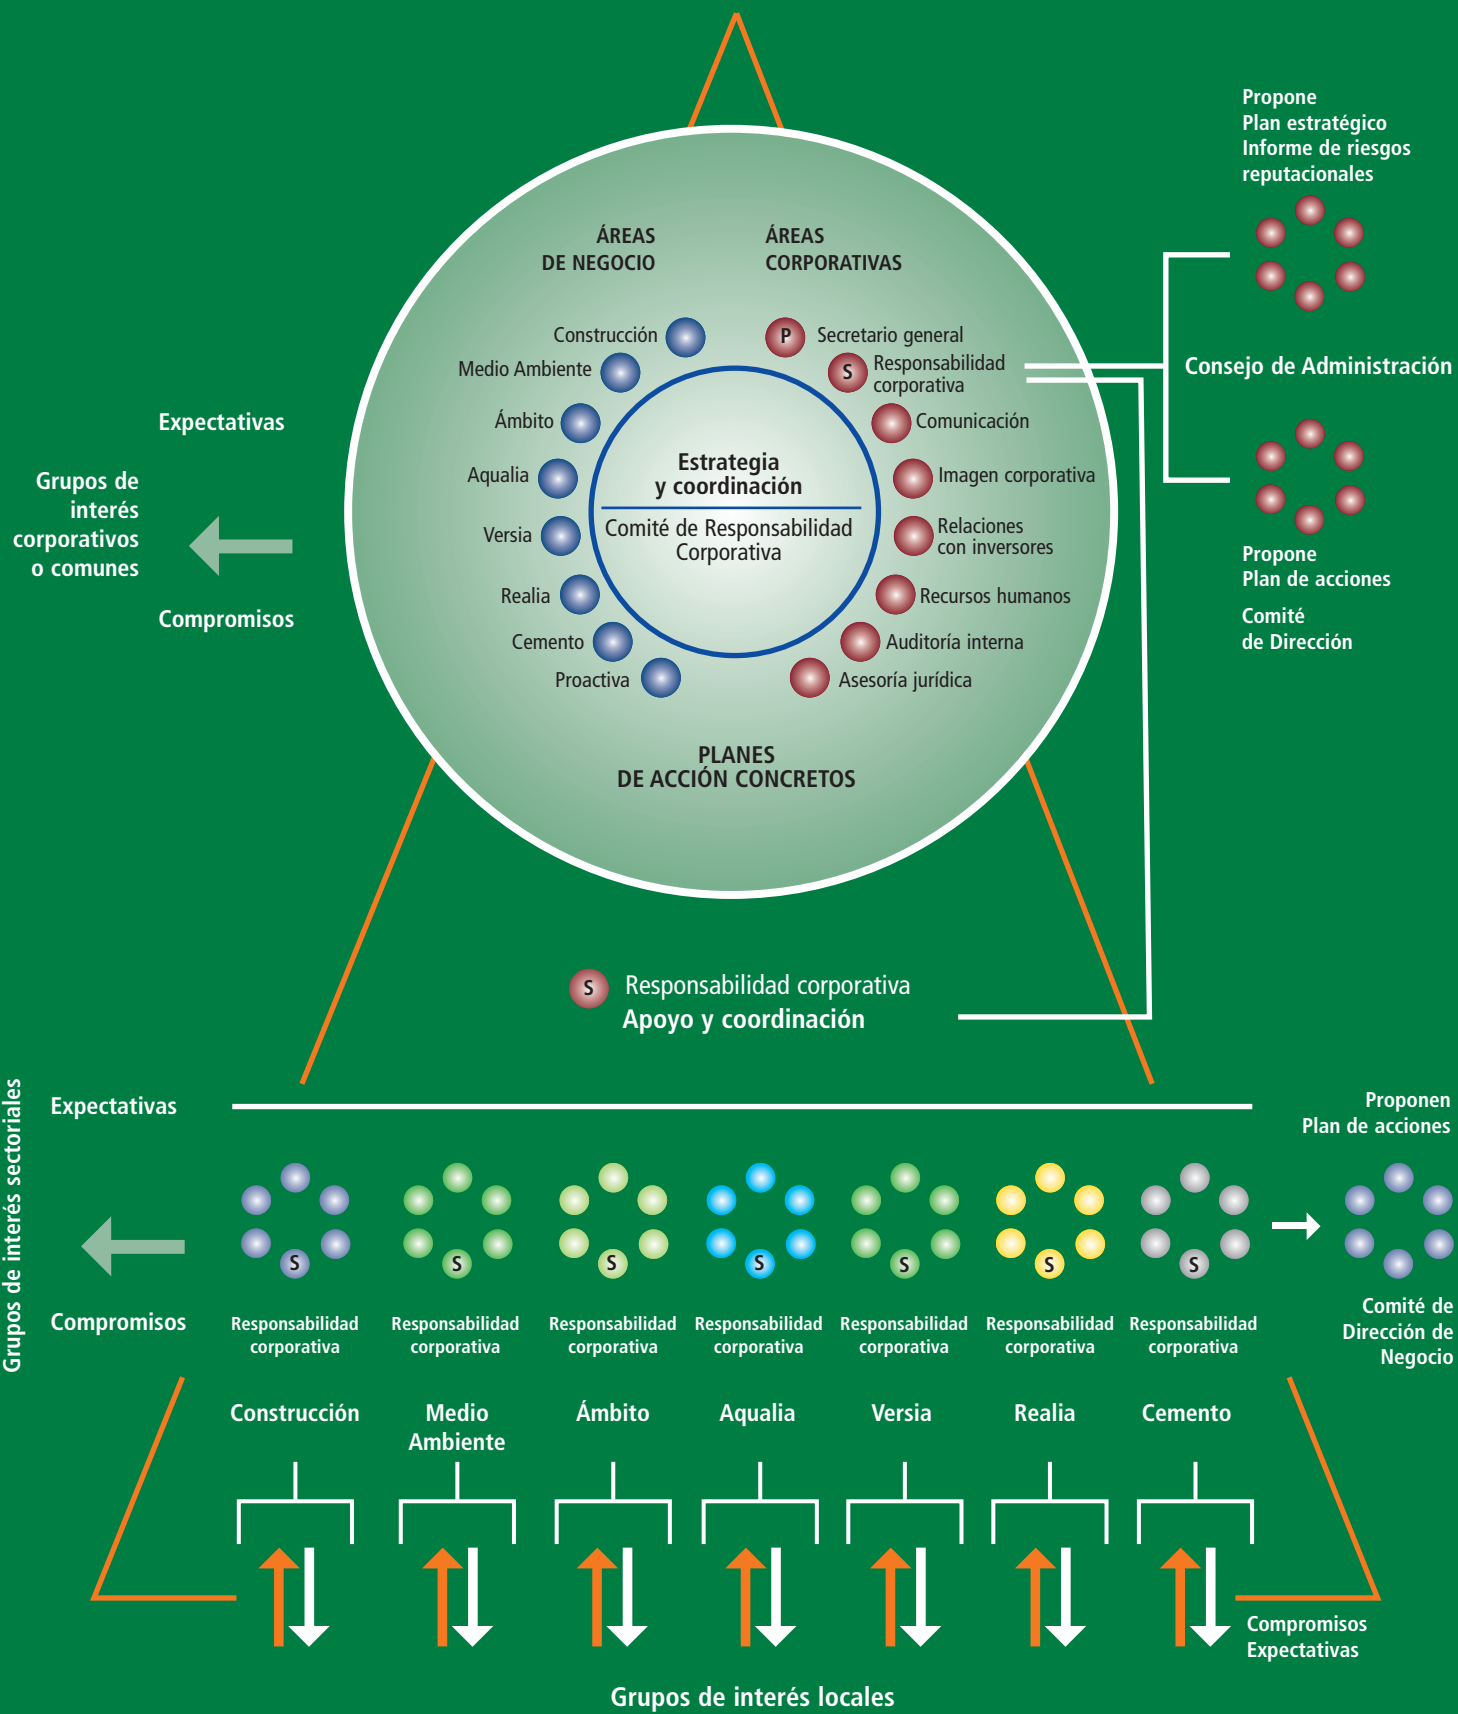 Propone
Plan estratégico
Informe de riesgos
reputacionales
ÁREAS
DE NEGOCIO
ÁREAS
CORPORATIVAS
Construcción
Medio Ambiente
Ámbito
Aqualia
Versia
Realia
Cemento
Proactiva
P
Secretario general
S
Responsabilidad
corporativa
Comunicación
Imagen corporativa
Relaciones
con inversores
Recursos humanos
Auditoría interna
Asesoría jurídica
Estrategia
y coordinación
Comité de Responsabilidad
Corporativa
PLANES
DE ACCIÓN CONCRETOS
Consejo de Administración
Propone
Plan de acciones
Comité
de Dirección
Expectativas
Grupos de
interés
corporativos
o comunes
Compromisos
S
Responsabilidad corporativa
Apoyo y coordinación
Grupos de interés sectoriales
Expectativas
Compromisos
Proponen
Plan de acciones
S
S
S
S
S
S
S
Responsabilidad
corporativa
Responsabilidad
corporativa
Responsabilidad
corporativa
Responsabilidad
corporativa
Responsabilidad
corporativa
Responsabilidad
corporativa
Responsabilidad
corporativa
Comité de
Dirección de
Negocio
Construcción
Medio
Ambiente
Ámbito
Aqualia
Versia
Realia
Cemento
Compromisos
Expectativas
Grupos de interés locales